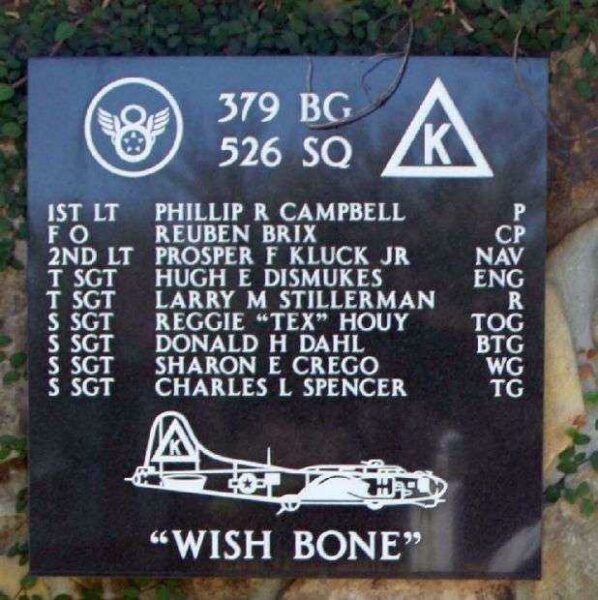 8
379 BG
526 SQ
K
1ST LT PHILLIP R CAMPBELL P
F O REUBEN BRIX CP
2ND LT PROSPER F KLUCK JR NAV
T SGT HUGH E DISMUKES ENG
T SGT LARRY M STILLERMAN R
S SGT REGGIE "TEX" HOUY TOG
S SGT DONALD H DAHL BTG
S SGT SHARON E CREGO WG
S SGT CHARLES L SPENCER TG
K
H
"WISH BONE"